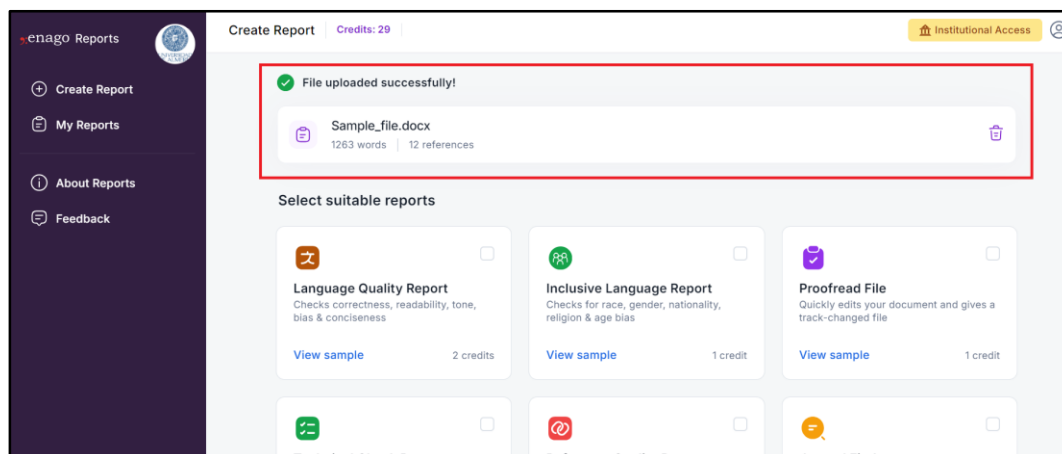 enago Reports
Create Report
My Reports
About Reports
Feedback
Create Report
Credits: 29
Institutional Access
File uploaded successfully!
Sample_file.docx
1263 words
12 references
Select suitable reports
Language Quality Report
Checks correctness, readability, tone,
bias & conciseness
View sample
2 credits
Inclusive Language Report
Checks for race, gender, nationality,
religion & age bias
View sample
1 credit
Proofread File
Quickly edits your document and gives a
track-changed file
View sample
1 credit